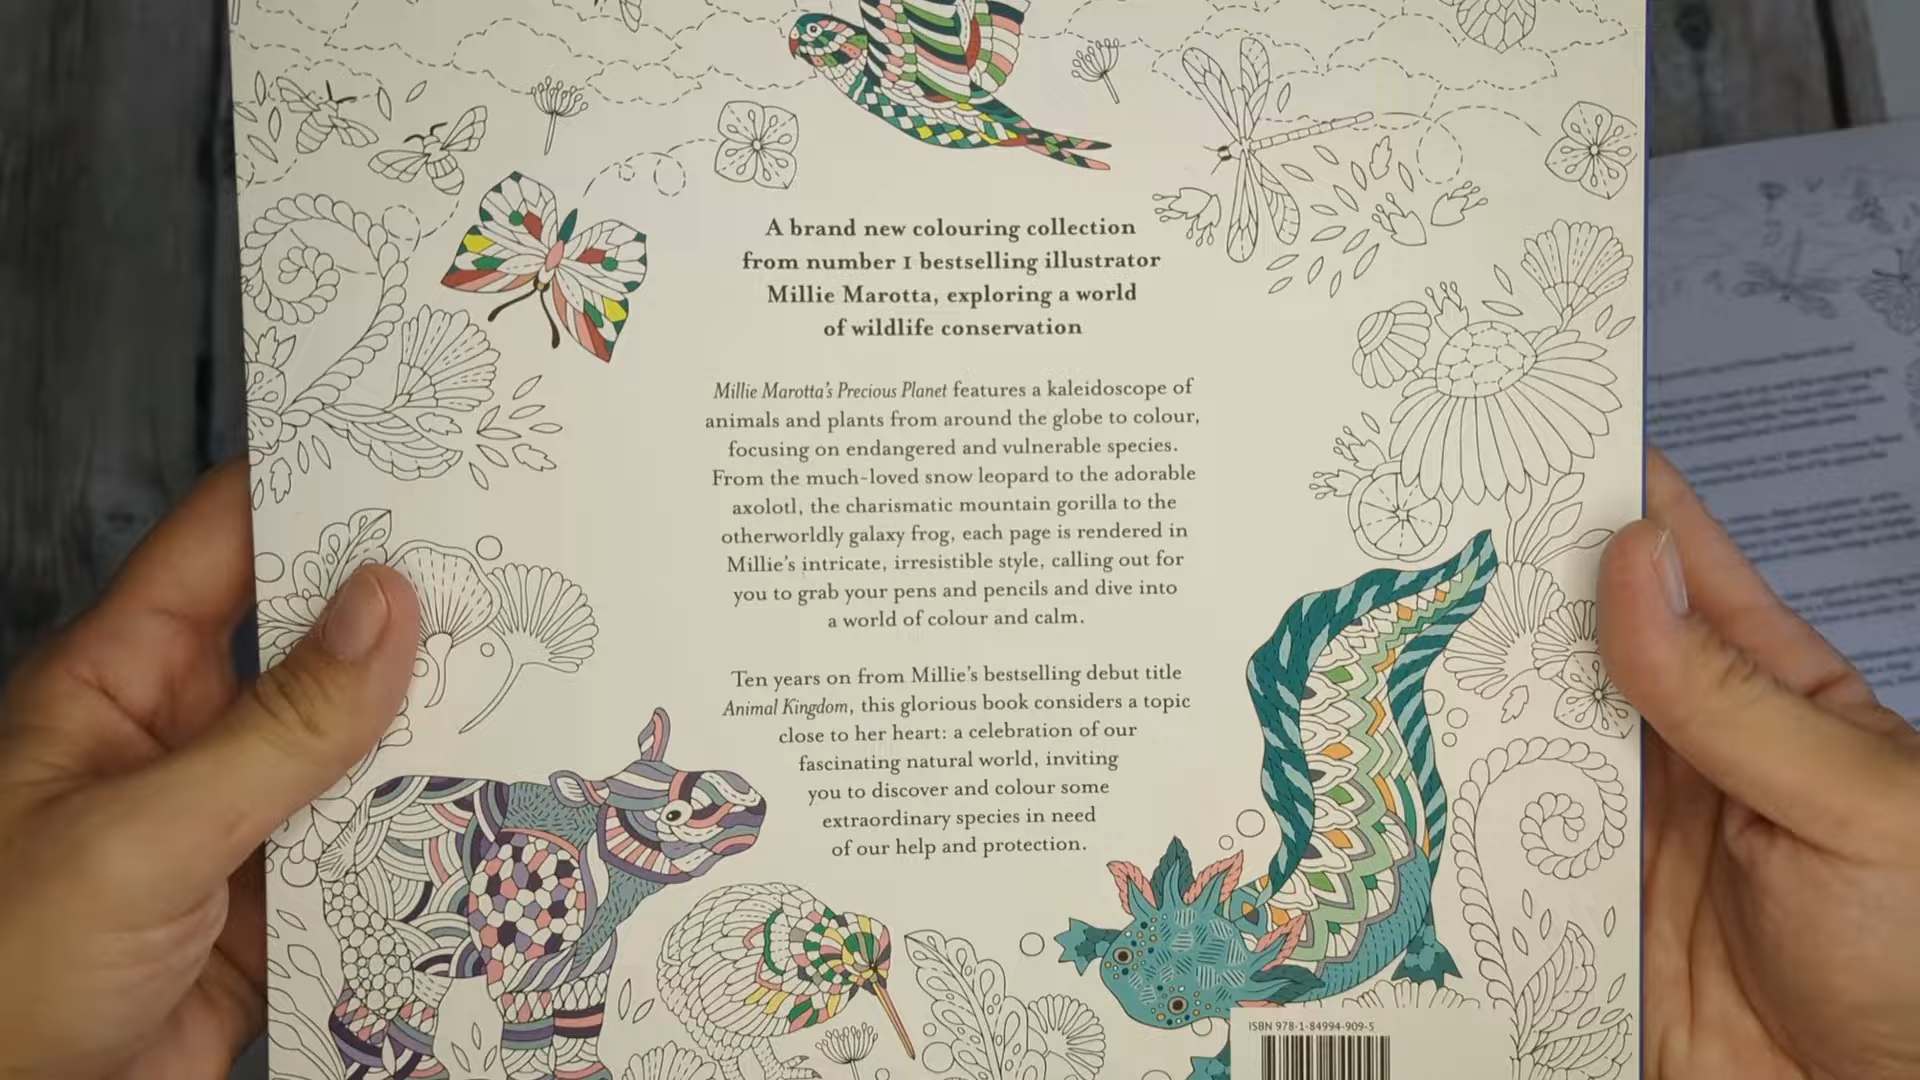 A brand new colouring collection
from number 1 bestselling illustrator
Millie Marotta, exploring a world
of wildlife conservation
Millie Marotta's Precious Planet features a kaleidoscope of
animals and plants from around the globe to colour,
focusing on endangered and vulnerable species.
From the much-loved snow leopard to the adorable
axolotl, the charismatic mountain gorilla to the
otherworldly galaxy frog, each page is rendered in
Millie's intricate, irresistible style, calling out for
you to grab your pens and pencils and dive into
a world of colour and calm.
Ten years on from Millie's bestselling debut title
Animal Kingdom, this glorious book considers a topic
close to her heart: a celebration of our
fascinating natural world, inviting
you to discover and colour some
extraordinary species in need
of our help and protection.
ISBN 978-1-84994-909-5